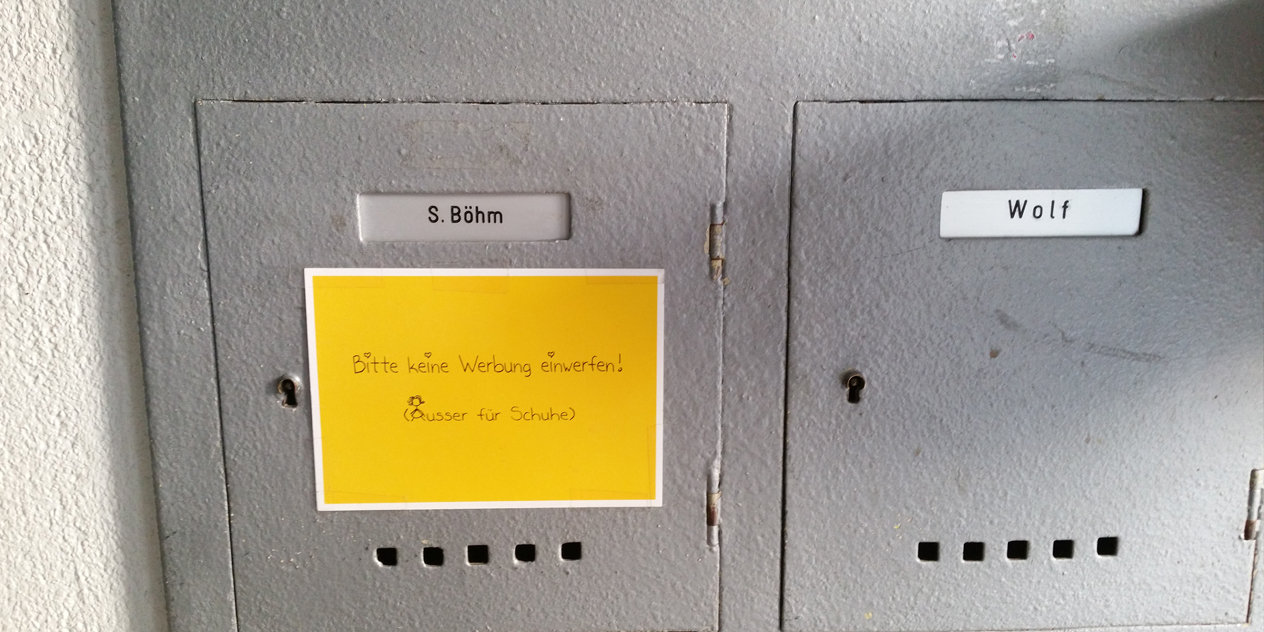 S. Böhm
Wolf
Bitte keine Werbung einwerfen!
(Ausser für Schuhe)